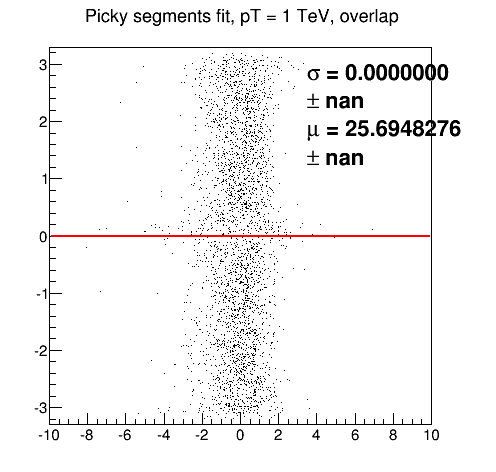 Picky segments fit, pT = 1 TeV, overlap
σ = 0.0000000
± nan
μ = 25.6948276
± nan
3
2
1
0
-1
-2
-3
-10 -8 -6 -4 -2 0 2 4 6 8 10